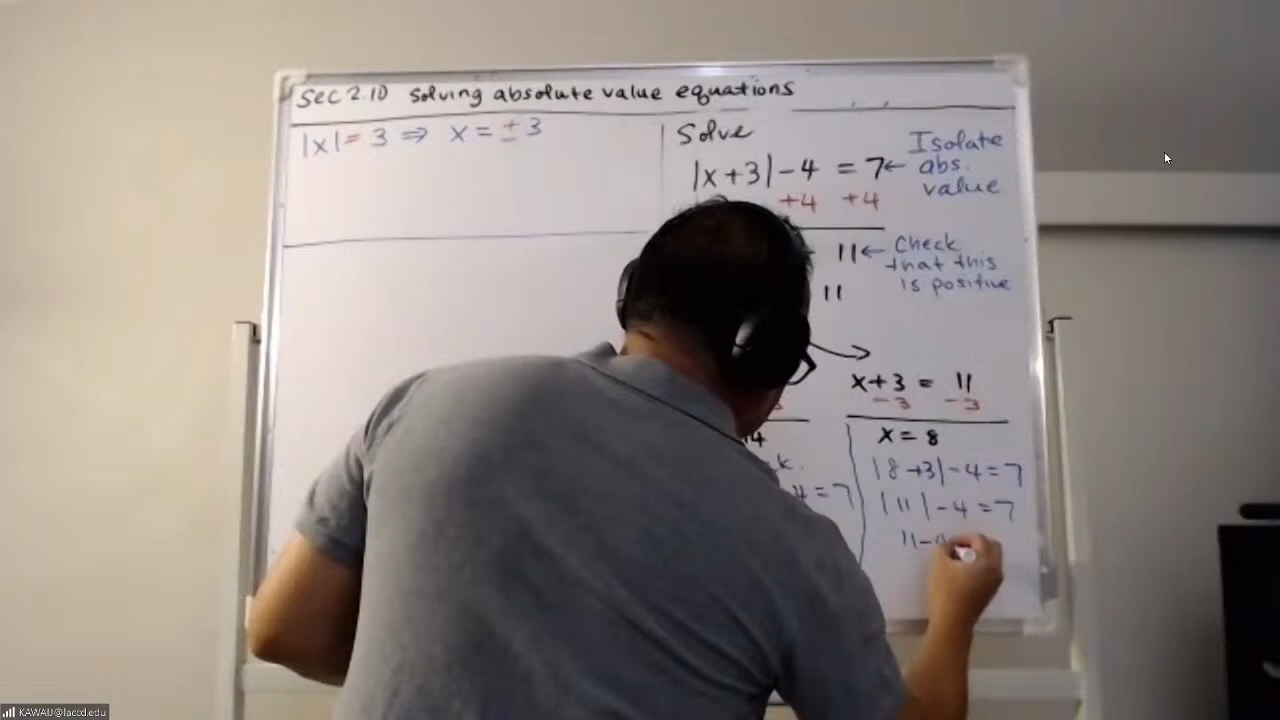 Sec 2.10 Solving absolute value equations
|x| = 3 ⇒ x = ± 3
Solve
|x + 3| - 4 = 7 ← Isolate abs. value
+4 +4
11 ← Check that this is positive
11
x + 3 = 11
-3 -3
x = 8
|8 + 3| - 4 = 7
|11| - 4 = 7
11 -
4 = 7
KAWAIJ@laccd.edu